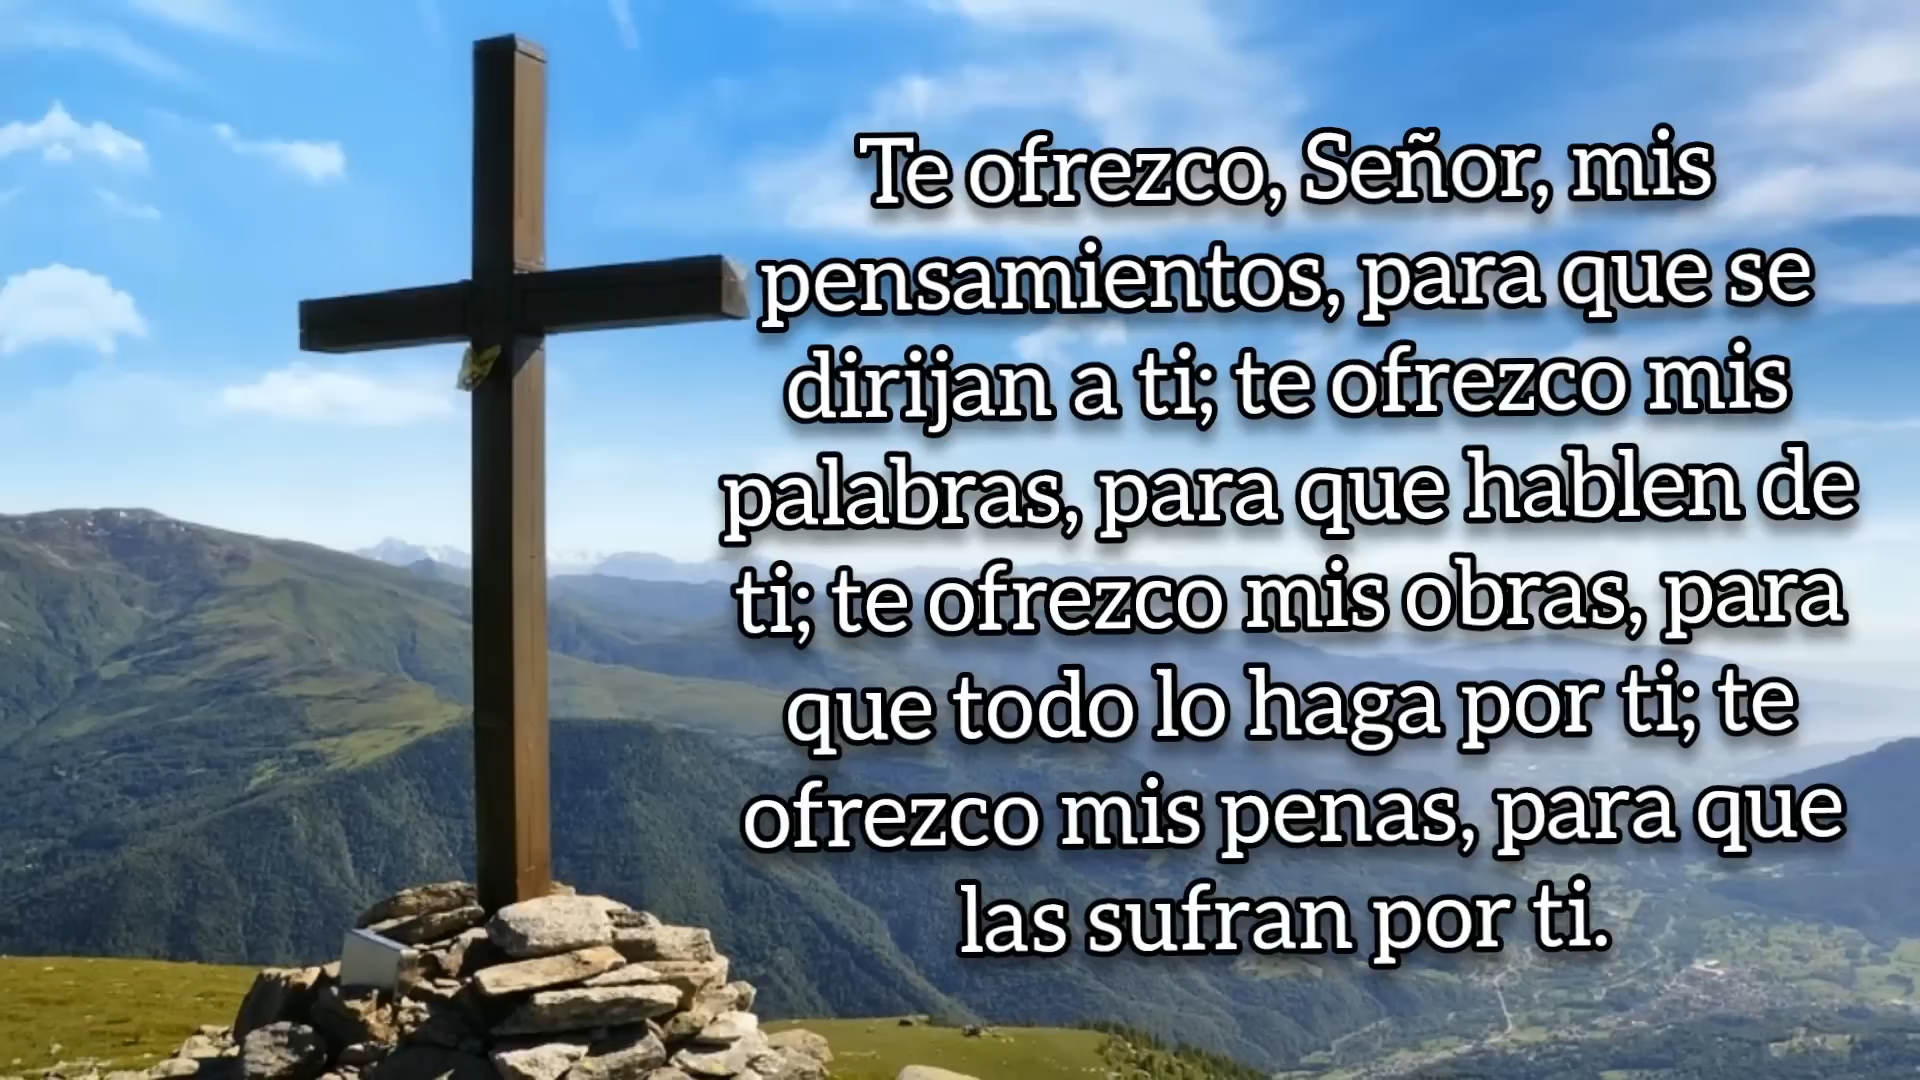 Te ofrezco, Señor, mis
pensamientos, para que se
dirijan a ti; te ofrezco mis
palabras, para que hablen de
ti; te ofrezco mis obras, para
que todo lo haga por ti; te
ofrezco mis penas, para que
las sufran por ti.